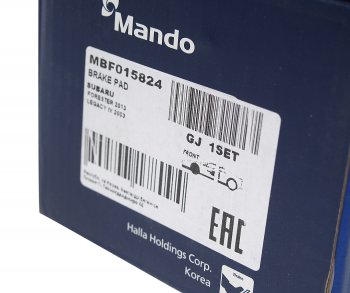 Mando
MBF015824
BRAKE PAD
SUBARU
FORESTER 2013
LEGACY IV 2003
GJ 1SET
FRONT
EAC
Halla Holdings Corp.
Korea